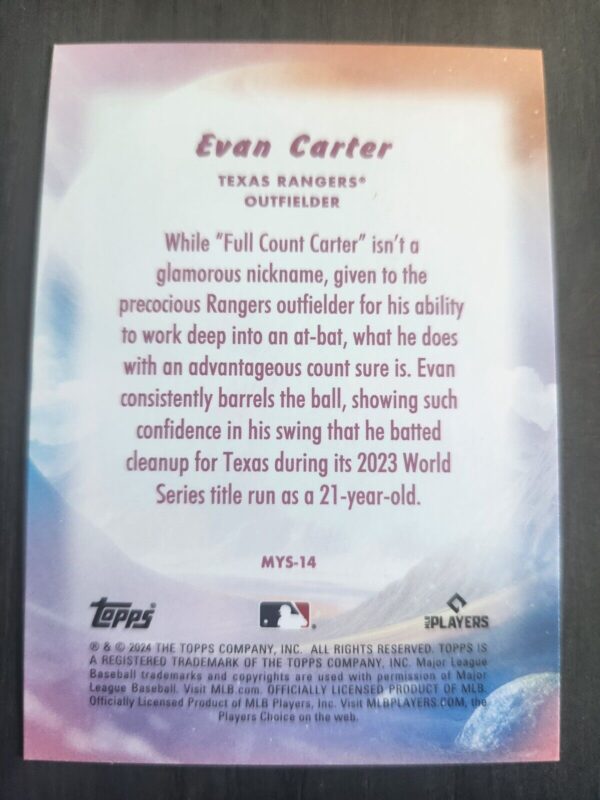 Evan Carter
TEXAS RANGERS®
OUTFIELDER
While "Full Count Carter" isn't a
glamorous nickname, given to the
precocious Rangers outfielder for his ability
to work deep into an at-bat, what he does
with an advantageous count sure is. Evan
consistently barrels the ball, showing such
confidence in his swing that he batted
cleanup for Texas during its 2023 World
Series title run as a 21-year-old.
MYS-14
topps®
MLB PLAYERS
® & © 2024 THE TOPPS COMPANY, INC. ALL RIGHTS RESERVED. TOPPS IS
A REGISTERED TRADEMARK OF THE TOPPS COMPANY, INC. Major League
Baseball trademarks and copyrights are used with permission of Major
League Baseball. Visit MLB.com. OFFICIALLY LICENSED PRODUCT OF MLB.
Officially Licensed Product of MLB Players, Inc. Visit MLBPLAYERS.COM, the
Players Choice on the web.